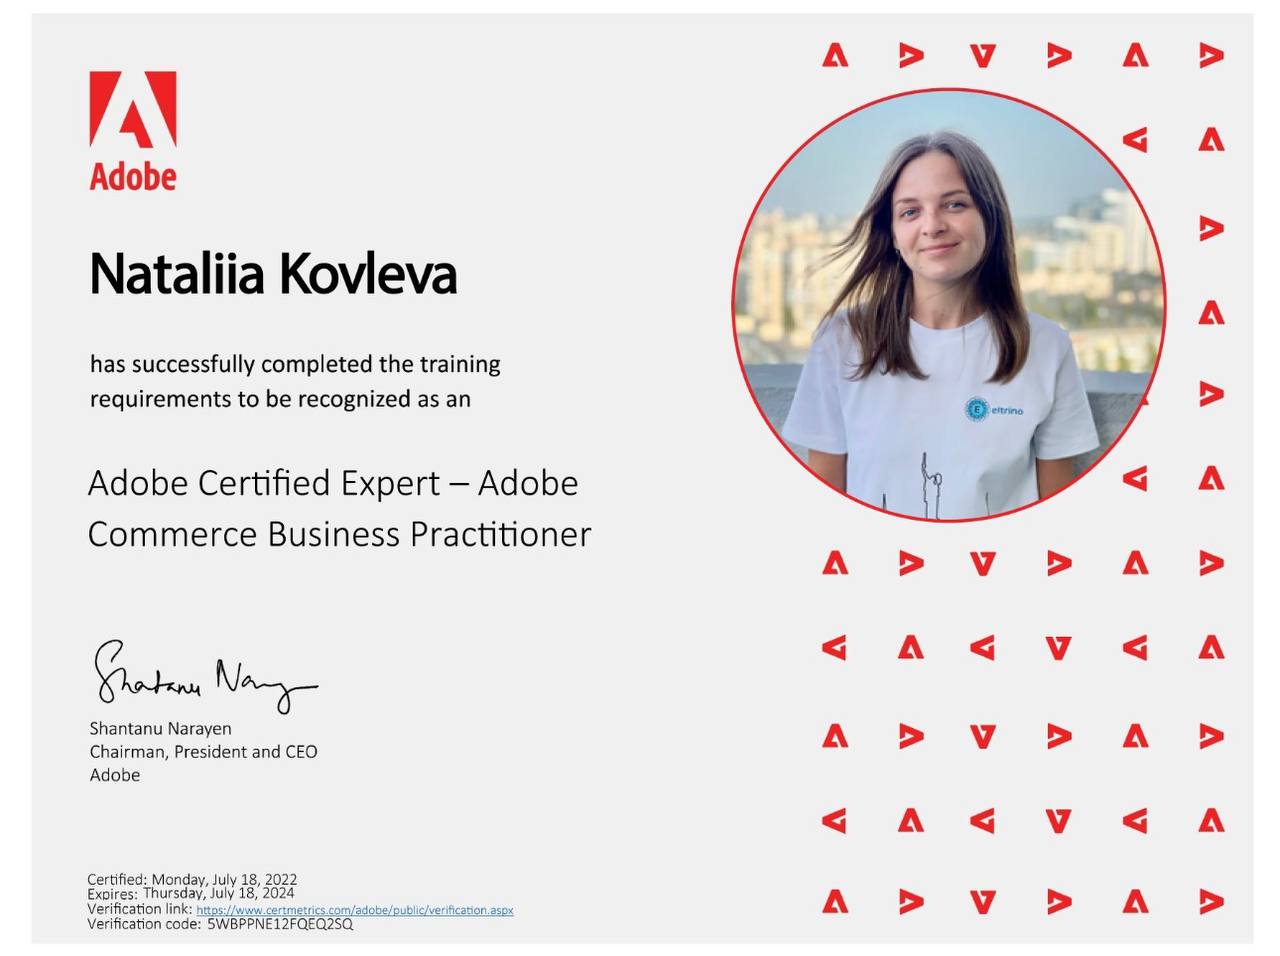 Adobe
Nataliia Kovleva
has successfully completed the training
requirements to be recognized as an
Adobe Certified Expert – Adobe
Commerce Business Practitioner
Shantanu Narayen
Shantanu Narayen
Chairman, President and CEO
Adobe
Certified: Monday, July 18, 2022
Expires: Thursday, July 18, 2024
Verification link: https://www.certmetrics.com/adobe/public/verification.aspx
Verification code: 5WBPPNE12FQEQ2SQ
E eltrino